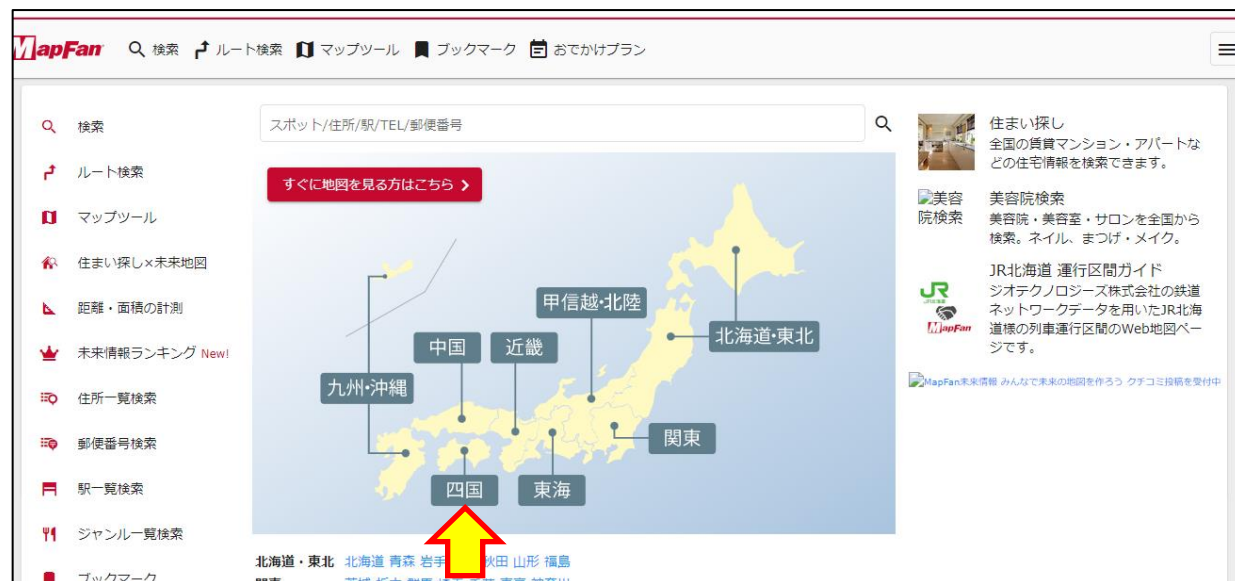 MapFan 検索 ルート検索 マップツール ブックマーク おでかけプラン
検索
ルート検索
マップツール
住まい探し×未来地図
距離・面積の計測
未来情報ランキング New!
住所一覧検索
郵便番号検索
駅一覧検索
ジャンル一覧検索
ブックマーク
スポット/住所/駅/TEL/郵便番号
すぐに地図を見る方はこちら
甲信越・北陸
北海道・東北
中国
近畿
九州・沖縄
関東
四国
東海
北海道・東北 北海道 青森 岩手 秋田 山形 福島
住まい探し
全国の賃貸マンション・アパートな
どの住宅情報を検索できます。
美容
院検索
美容院検索
美容院・美容室・サロンを全国から
検索。ネイル、まつげ・メイク。
JR
MapFan
JR北海道 運行区間ガイド
ジオテクノロジーズ株式会社の鉄道
ネットワークデータを用いたJR北海
道様の列車運行区間のWeb地図ペー
ジです。
MapFan未来情報 みんなで未来の地図を作ろう クチコミ投稿を受付中